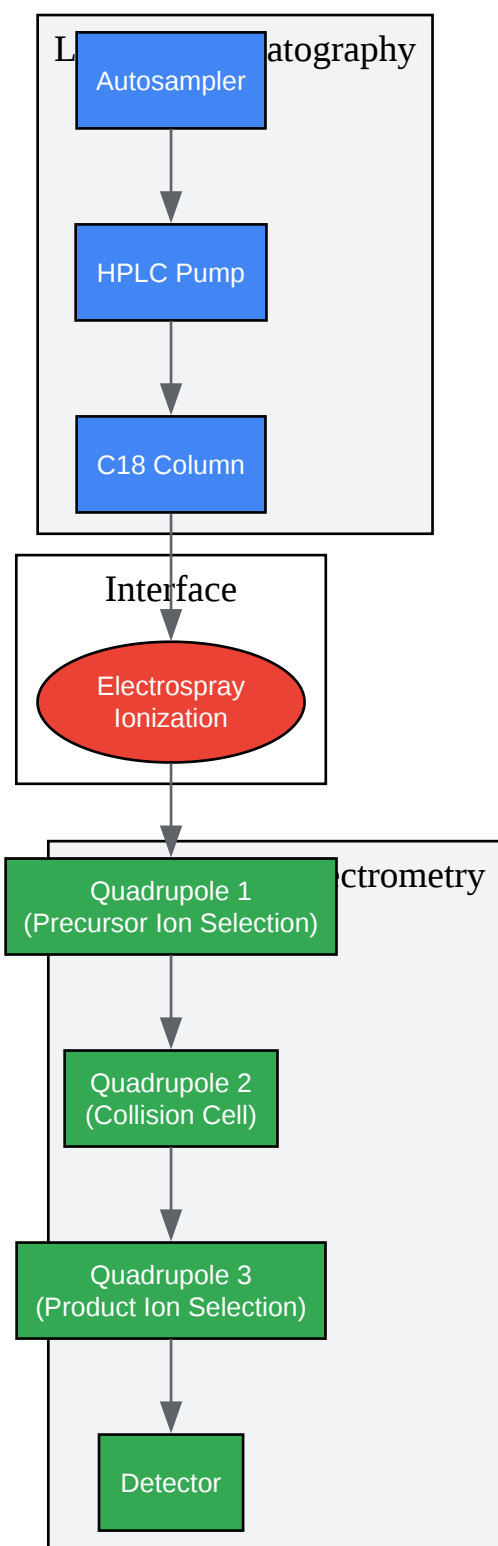 L atography
Autosampler
HPLC Pump
C18 Column
Interface
Electrospray
Ionization
ectrometry
Quadrupole 1
(Precursor Ion Selection)
Quadrupole 2
(Collision Cell)
Quadrupole 3
(Product Ion Selection)
Detector